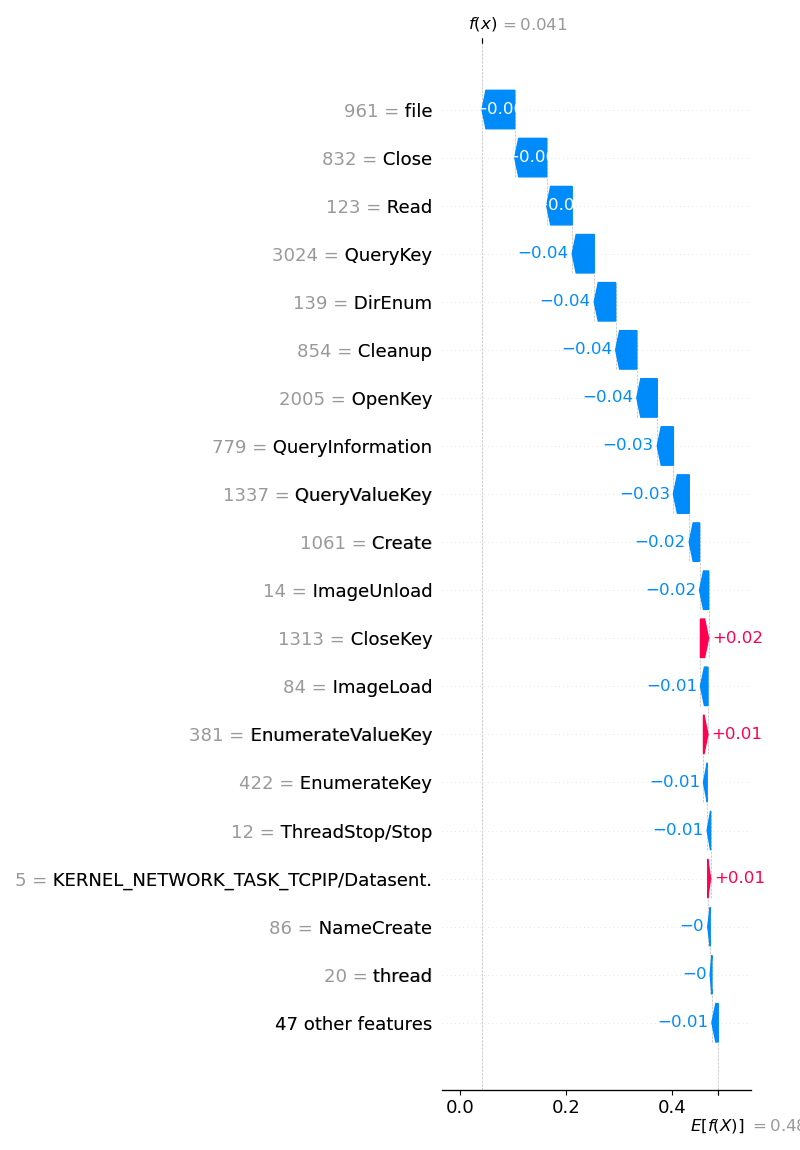 f(x) = 0.041
961 = file
832 = Close
123 = Read
3024 = QueryKey −0.04
139 = DirEnum −0.04
854 = Cleanup −0.04
2005 = OpenKey −0.04
779 = QueryInformation −0.03
1337 = QueryValueKey −0.03
1061 = Create −0.02
14 = ImageUnload −0.02
1313 = CloseKey +0.02
84 = ImageLoad −0.01
381 = EnumerateValueKey +0.01
422 = EnumerateKey −0.01
12 = ThreadStop/Stop −0.01
5 = KERNEL_NETWORK_TASK_TCPIP/Datasent. +0.01
86 = NameCreate −0
20 = thread −0
47 other features −0.01
0.0 0.2 0.4
E[f(X)] =